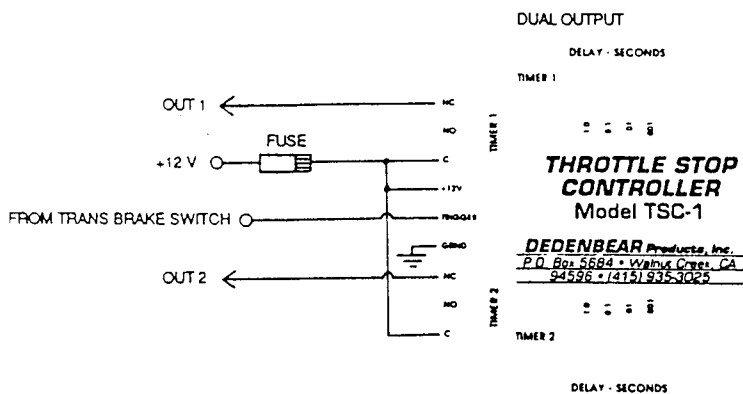 DUAL OUTPUT
DELAY - SECONDS
TIMER 1
OUT 1
NC
NO
TIMER 1
FUSE
+12 V
C
+12V
FROM TRANS BRAKE SWITCH
TRIGGER
GRND
OUT 2
NC
NO
C
TIMER 2
THROTTLE STOP
CONTROLLER
Model TSC-1
DEDENBEAR Products, Inc.
P.O. Box 5684 • Walnut Creek, CA
94596 • (415) 935-3025
TIMER 2
DELAY - SECONDS